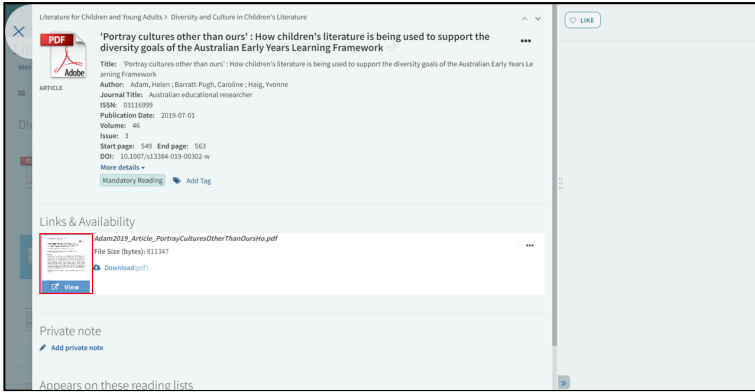 Literature for Children and Young Adults > Diversity and Culture in Children's Literature
LIKE
PDF
'Portray cultures other than ours' : How children's literature is being used to support the
diversity goals of the Australian Early Years Learning Framework
Adobe
Title: 'Portray cultures other than ours' : How children's literature is being used to support the diversity goals of the Australian Early Years Le
arning Framework
ARTICLE
Author: Adam, Helen ; Barratt-Pugh, Caroline ; Haig, Yvonne
Journal Title: Australian educational researcher
ISSN: 03116999
Publication Date: 2019-07-01
Volume: 46
Issue: 3
Start page: 549 End page: 563
DOI: 10.1007/s13384-019-00302-w
More details
Mandatory Reading Add Tag
Links & Availability
Adam2019_Article_PortrayCulturesOtherThanOursHo.pdf
File Size (bytes): 811347
Download(pdf)
View
Private note
Add private note
Appears on these reading lists